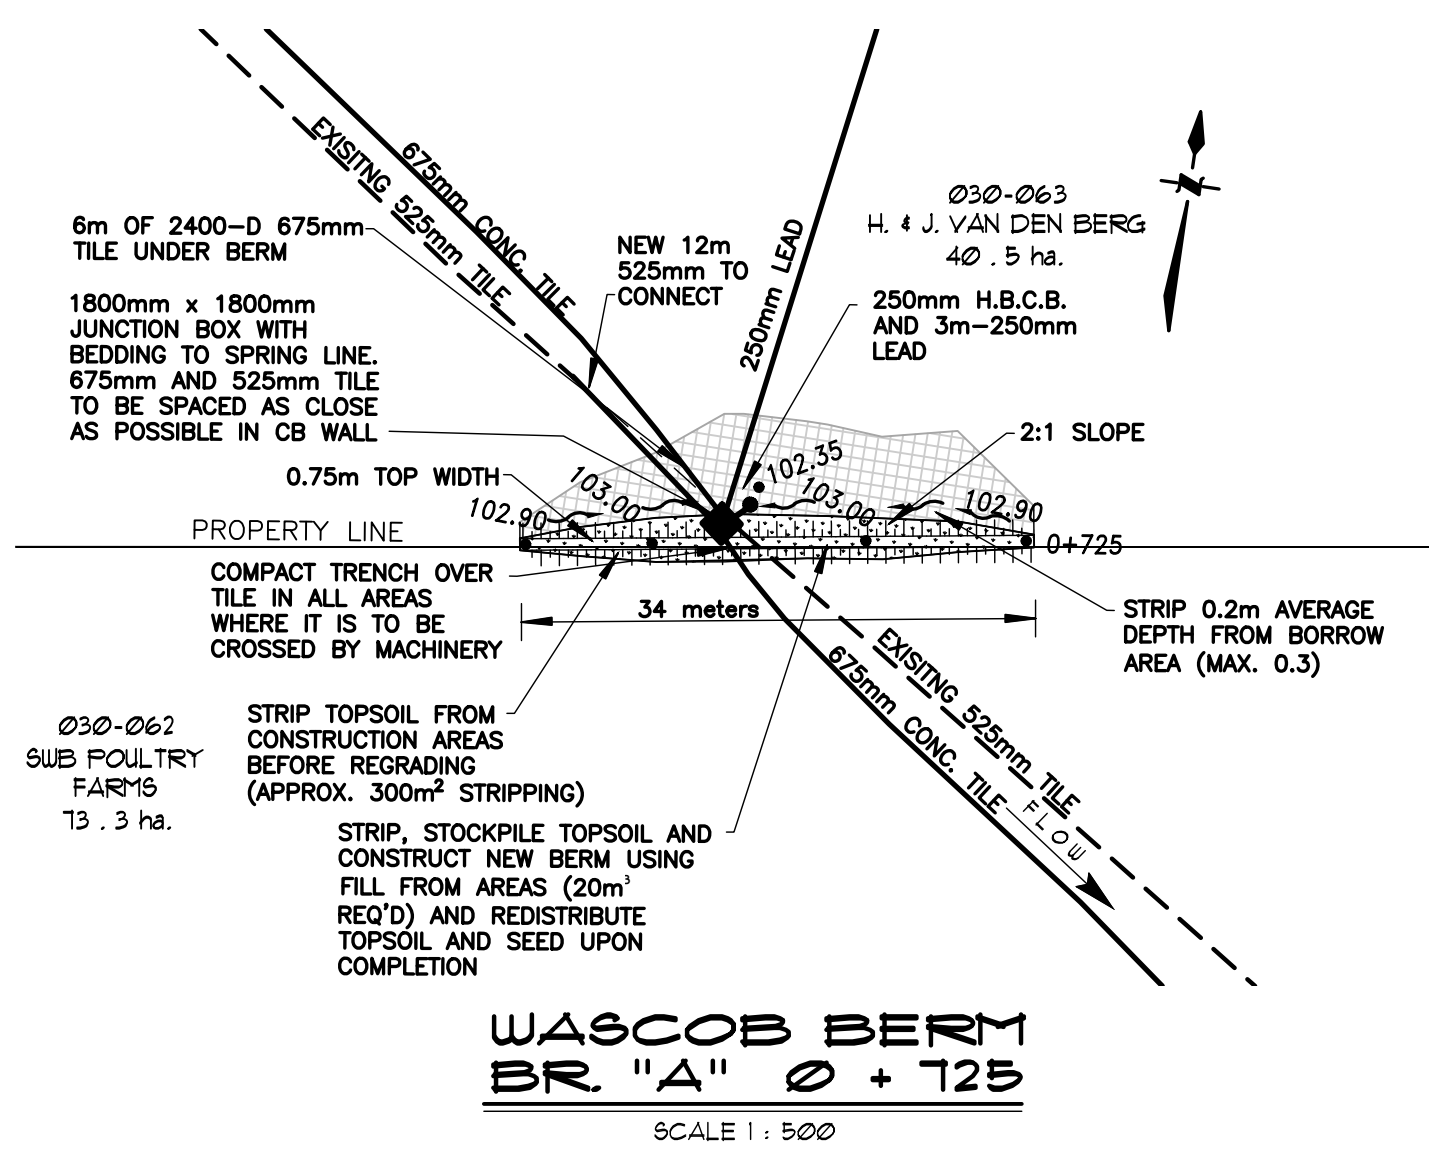 EXISITNG 525mm TILE
675mm CONC. TILE
250mm LEAD
Ø30-Ø63
H. & J. VAN DEN BERG
4Ø . 5 ha.
6m OF 2400-D 675mm
TILE UNDER BERM
NEW 12m
525mm TO
CONNECT
250mm H.B.C.B.
AND 3m-250mm
LEAD
1800mm x 1800mm
JUNCTION BOX WITH
BEDDING TO SPRING LINE.
675mm AND 525mm TILE
TO BE SPACED AS CLOSE
AS POSSIBLE IN CB WALL
2:1 SLOPE
0.75m TOP WIDTH
102.90
103.00
102.35
103.00
102.90
PROPERTY LINE
0+725
COMPACT TRENCH OVER
TILE IN ALL AREAS
WHERE IT IS TO BE
CROSSED BY MACHINERY
34 meters
STRIP 0.2m AVERAGE
DEPTH FROM BORROW
AREA (MAX. 0.3)
EXISITNG 525mm TILE
675mm CONC. TILE
FLOW
Ø30-Ø62
SWB POULTRY
FARMS
73 . 3 ha.
STRIP TOPSOIL FROM
CONSTRUCTION AREAS
BEFORE REGRADING
(APPROX. 300m² STRIPPING)
STRIP, STOCKPILE TOPSOIL AND
CONSTRUCT NEW BERM USING
FILL FROM AREAS (20m³
REQ'D) AND REDISTRIBUTE
TOPSOIL AND SEED UPON
COMPLETION
WASCOB BERM
BR. "A" Ø + 725
SCALE 1 : 5ØØ